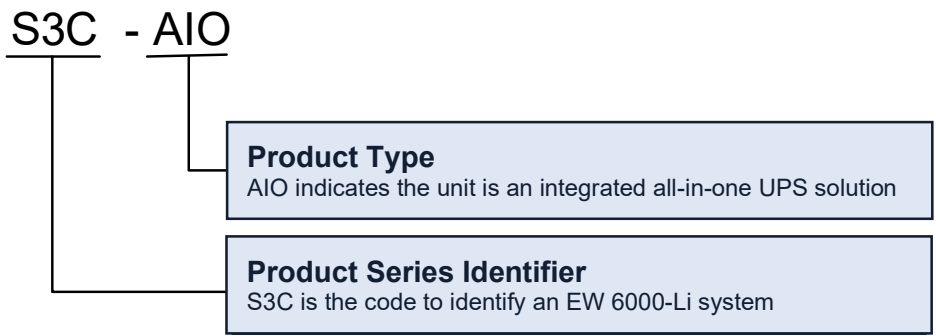 S3C - AIO
Product Type
AIO indicates the unit is an integrated all-in-one UPS solution
Product Series Identifier
S3C is the code to identify an EW 6000-Li system